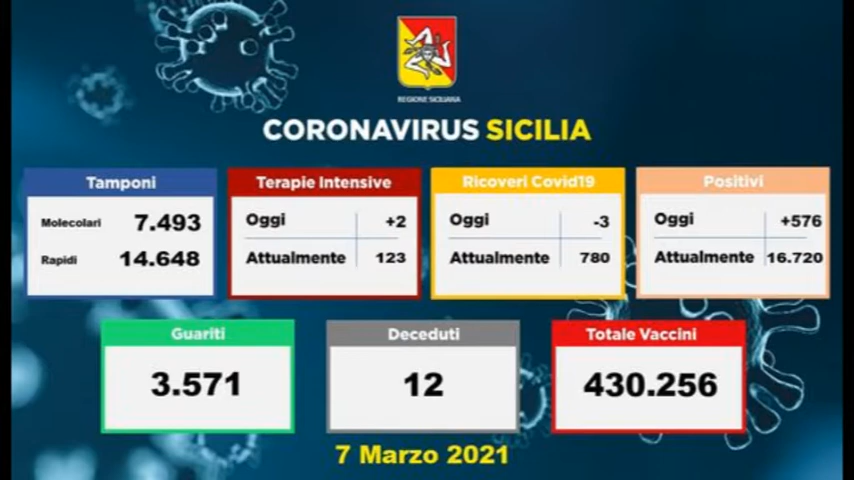 REGIONE SICILIANA
CORONAVIRUS SICILIA
Tamponi
Molecolari 7.493
Rapidi 14.648
Terapie Intensive
Oggi +2
Attualmente 123
Ricoveri Covid19
Oggi -3
Attualmente 780
Positivi
Oggi +576
Attualmente 16.720
Guariti
3.571
Deceduti
12
Totale Vaccini
430.256
7 Marzo 2021